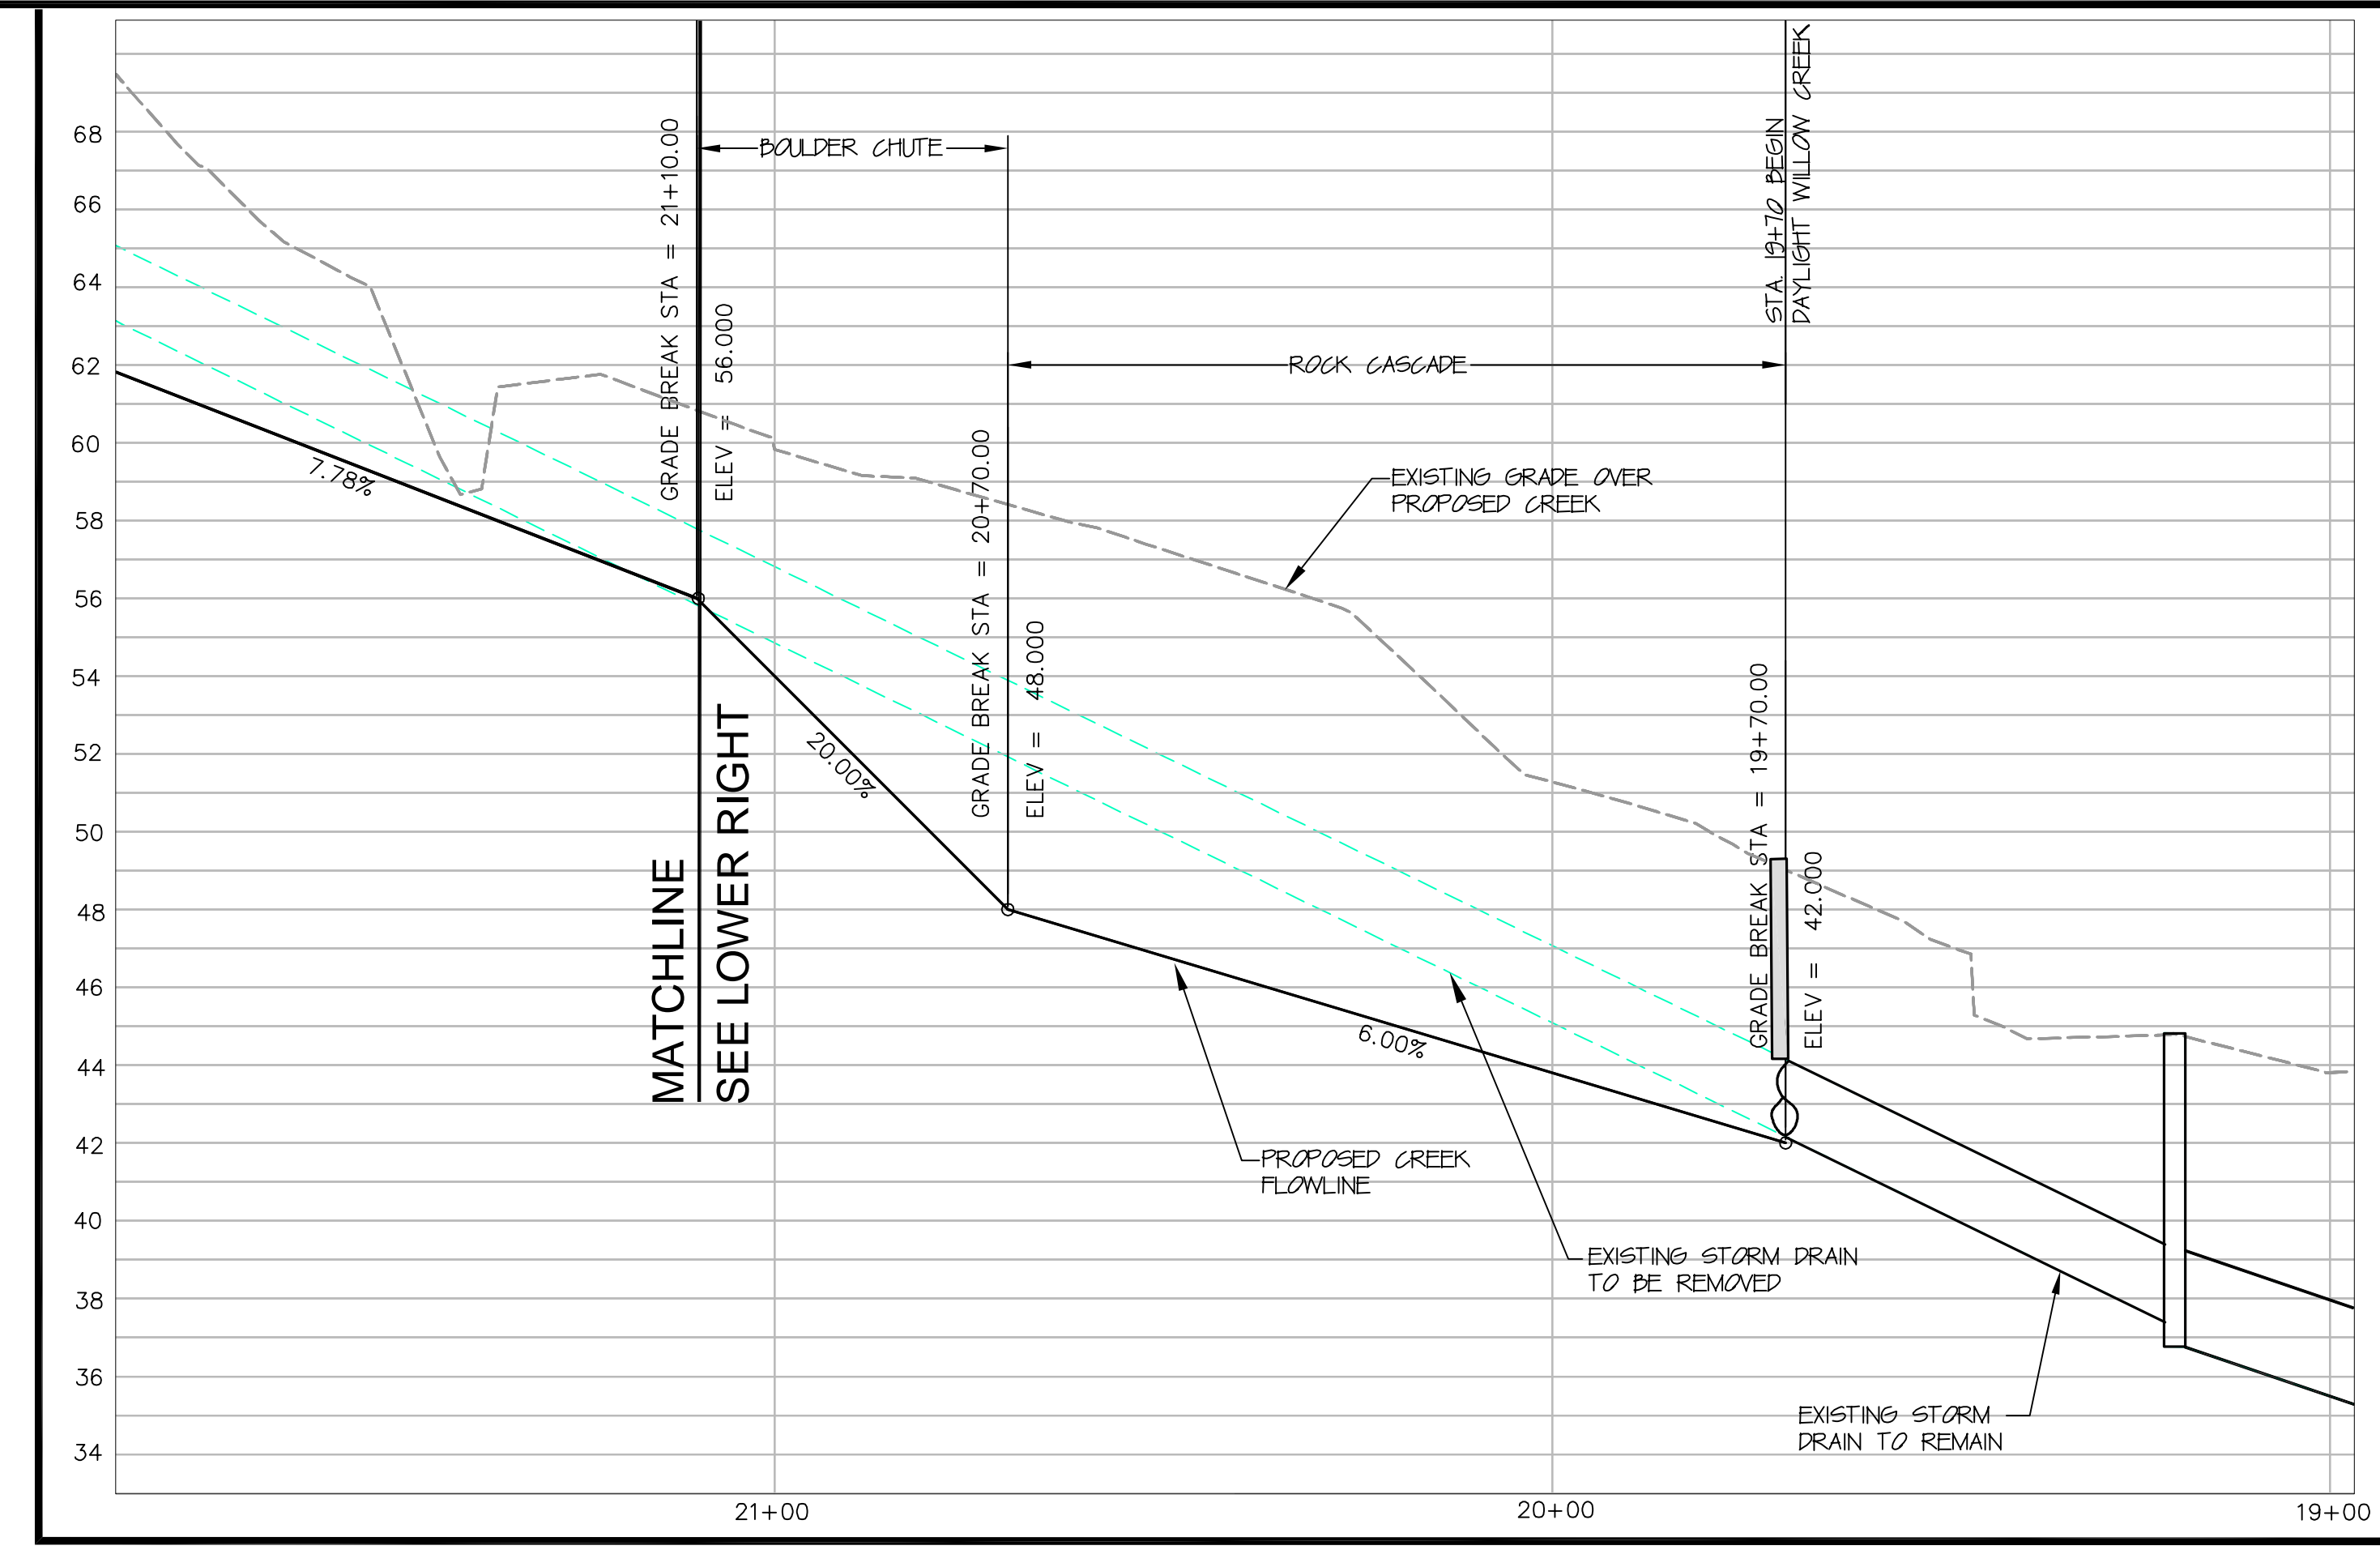 68
66
64
62
60
58
56
54
52
50
48
46
44
42
40
38
36
34
21+00
20+00
19+00
7.78%
GRADE BREAK STA = 21+10.00
ELEV = 56.000
MATCHLINE
SEE LOWER RIGHT
BOULDER CHUTE
20.00%
GRADE BREAK STA = 20+70.00
ELEV = 48.000
ROCK CASCADE
EXISTING GRADE OVER
PROPOSED CREEK
6.00%
PROPOSED CREEK
FLOWLINE
STA. 19+70 BEGIN
DAYLIGHT WILLOW CREEK
GRADE BREAK STA = 19+70.00
ELEV = 42.000
EXISTING STORM DRAIN
TO BE REMOVED
EXISTING STORM
DRAIN TO REMAIN